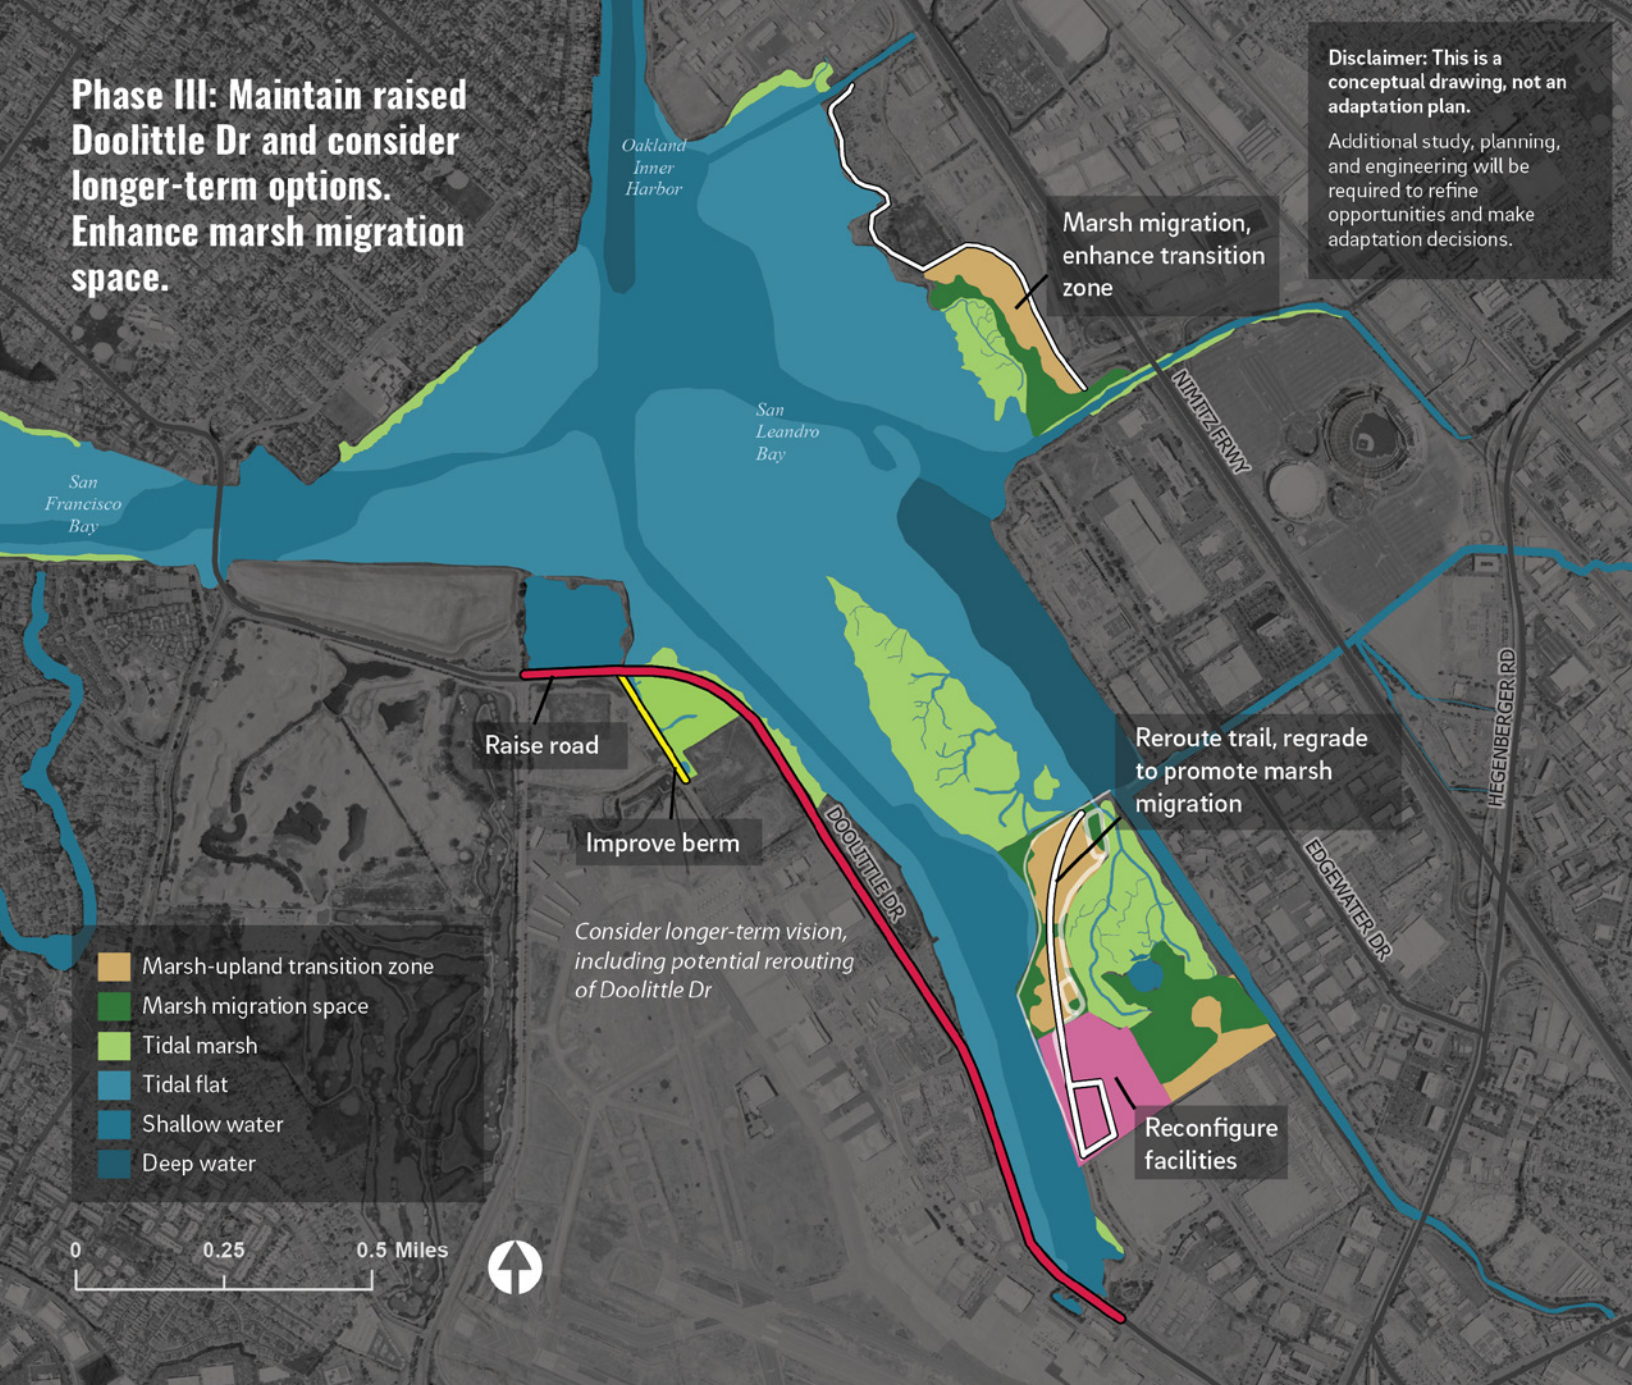 Phase III: Maintain raised
Doolittle Dr and consider
longer-term options.
Enhance marsh migration
space.
Disclaimer: This is a
conceptual drawing, not an
adaptation plan.
Additional study, planning,
and engineering will be
required to refine
opportunities and make
adaptation decisions.
Oakland
Inner
Harbor
Marsh migration,
enhance transition
zone
NIMITZ FRWY
San
Leandro
Bay
San
Francisco
Bay
HEGENBERGER RD
Raise road
Reroute trail, regrade
to promote marsh
migration
Improve berm
DOOLITTLE DR
EDGEWATER DR
Consider longer-term vision,
including potential rerouting
of Doolittle Dr
Marsh-upland transition zone
Marsh migration space
Tidal marsh
Tidal flat
Shallow water
Deep water
Reconfigure
facilities
0 0.25 0.5 Miles